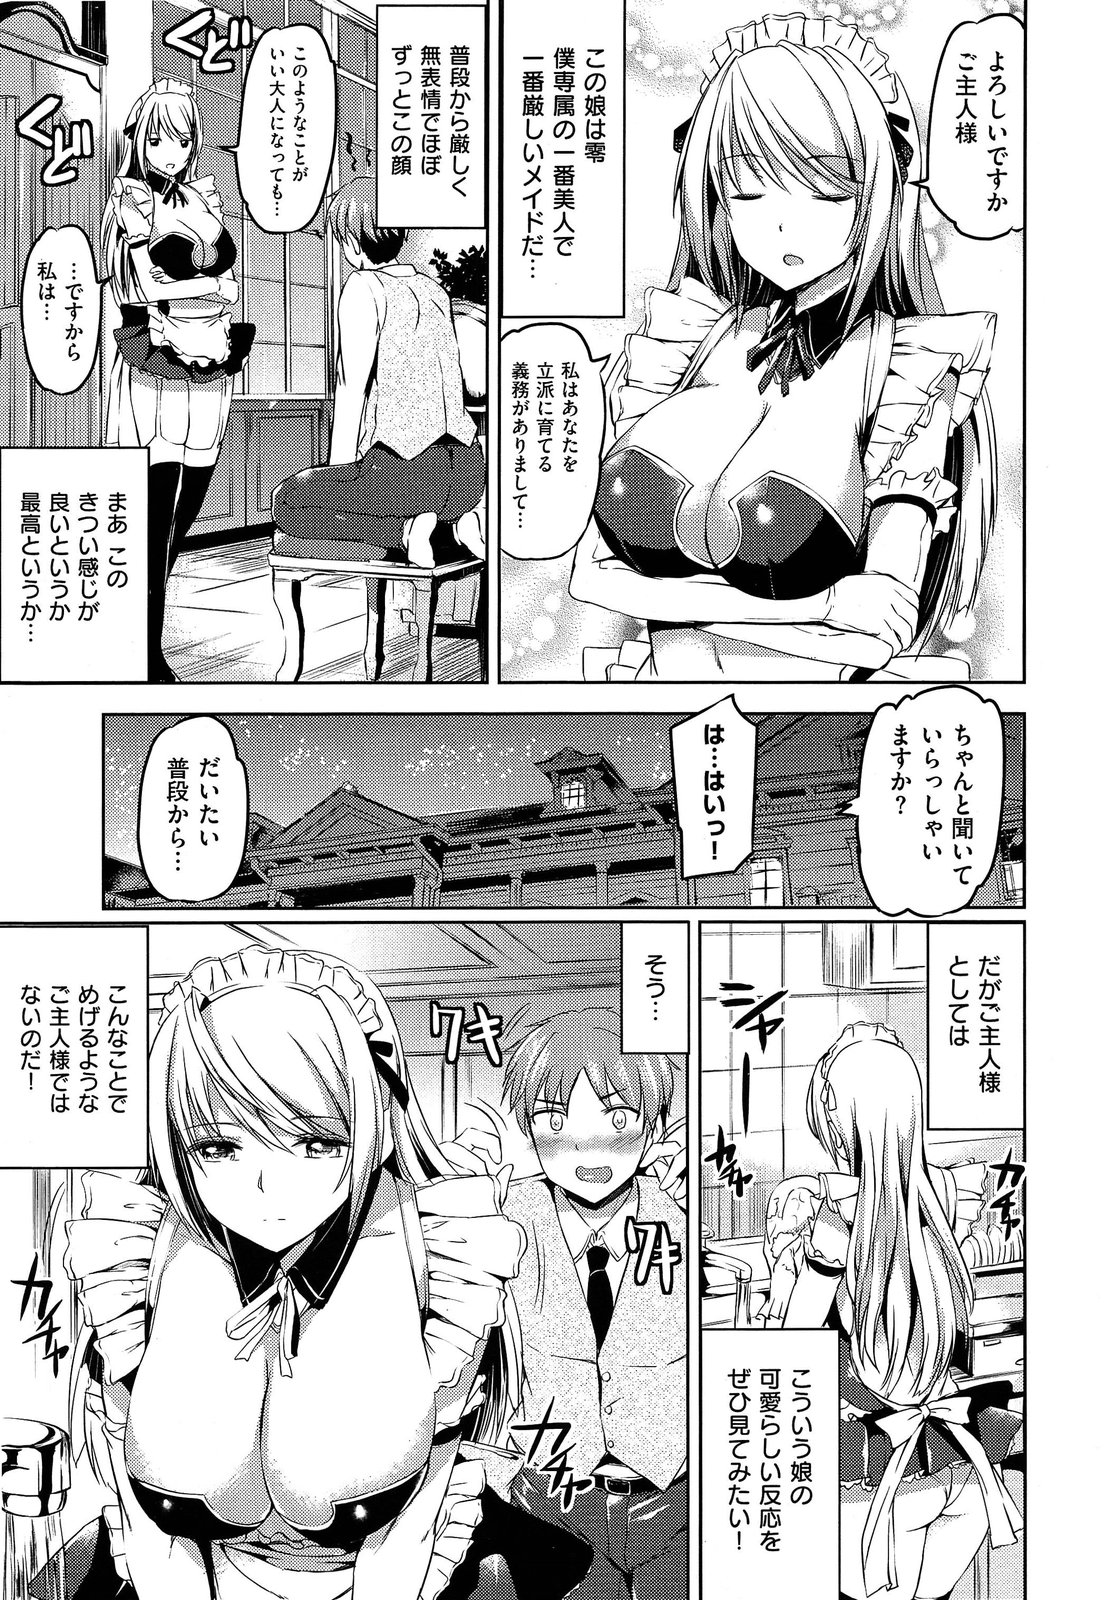 よろしいですか
ご主人様
この娘は零
僕専属の一番美人で
一番厳しいメイドだ…
私はあなたを
立派に育てる
義務がありまして…
普段から厳しく
無表情でほぼ
ずっとこの顔
このようなことが
いい大人になっても…
くど
くど
…ですから
私は…
まあ この
きつい感じが
良いというか
最高というか…
ちゃんと聞いて
いらっしゃい
ますか？
は…はいっ！
だいたい
普段から…
だがご主人様
としては
ジャー
カチャ
カチャ
こういう娘の
可愛らしい反応を
ぜひ見てみたい！
そう…
ワキ
ワキ
こんなことで
めげるような
ご主人様では
ないのだ！
カチャ
カチャ